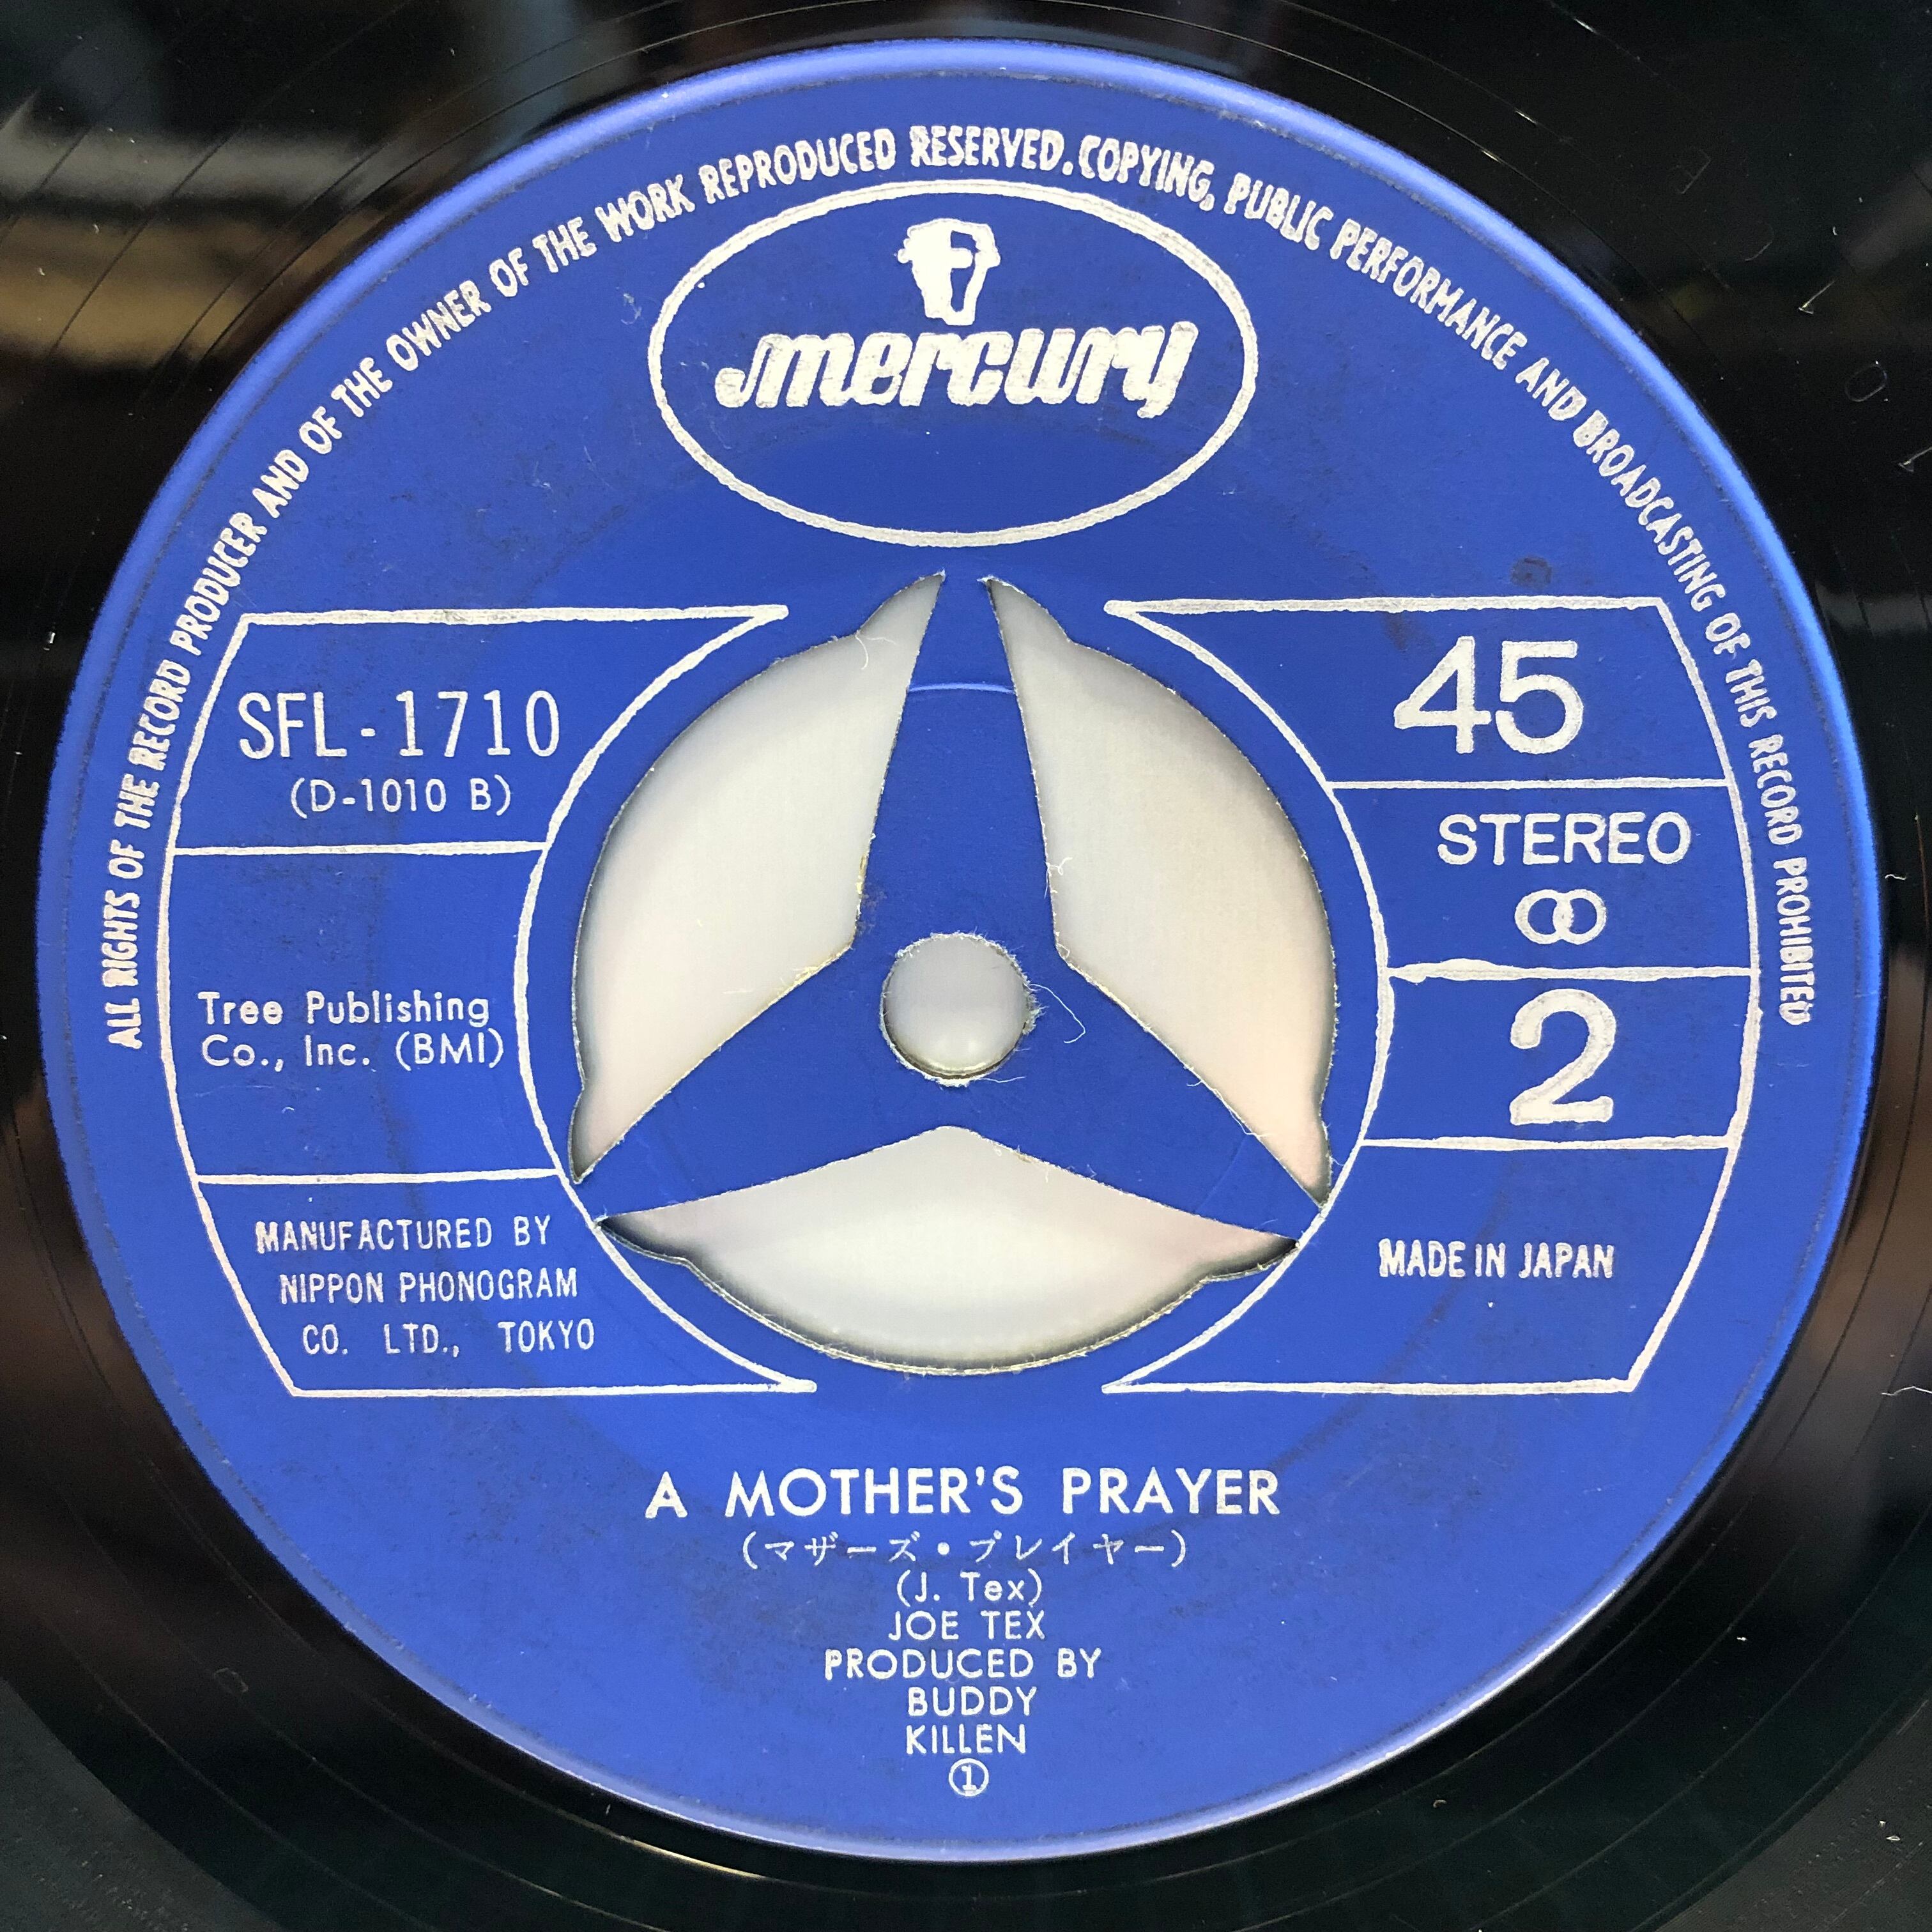 ALL RIGHTS OF THE RECORD PRODUCER AND OF THE OWNER OF THE WORK REPRODUCED RESERVED. COPYING, PUBLIC PERFORMANCE AND BROADCASTING OF THIS RECORD PROHIBITED
mercury
SFL-1710
(D-1010 B)
Tree Publishing
Co., Inc. (BMI)
MANUFACTURED BY
NIPPON PHONOGRAM
CO. LTD., TOKYO
45
STEREO
2
MADE IN JAPAN
A MOTHER'S PRAYER
(マザーズ・プレイヤー)
(J. Tex)
JOE TEX
PRODUCED BY
BUDDY
KILLEN
①